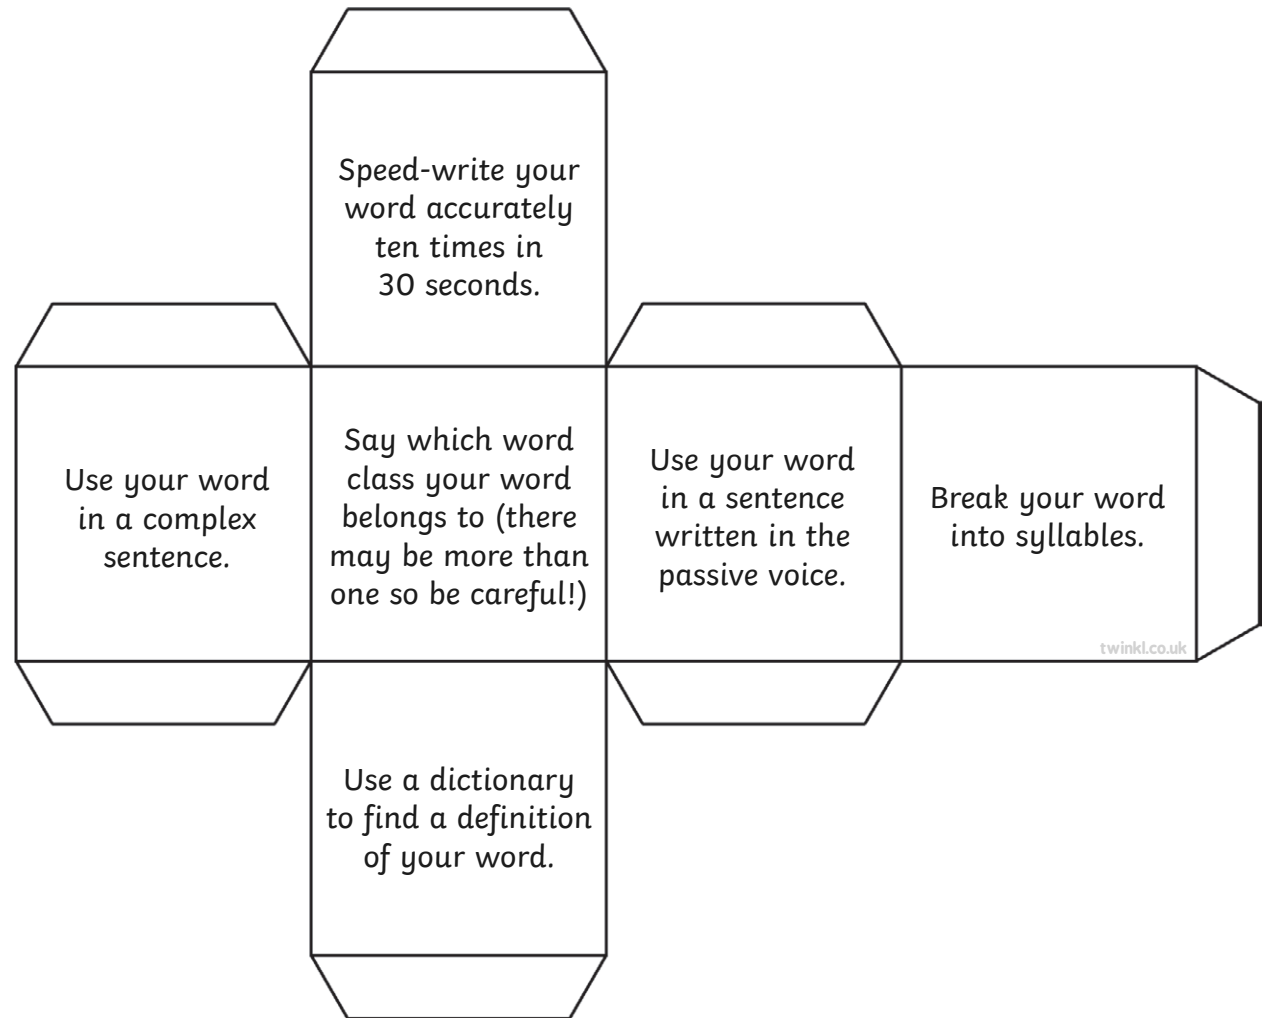 Speed-write your
word accurately
ten times in
30 seconds.
Use your word
in a complex
sentence.
Say which word
class your word
belongs to (there
may be more than
one so be careful!)
Use your word
in a sentence
written in the
passive voice.
Break your word
into syllables.
twinkl.co.uk
Use a dictionary
to find a definition
of your word.